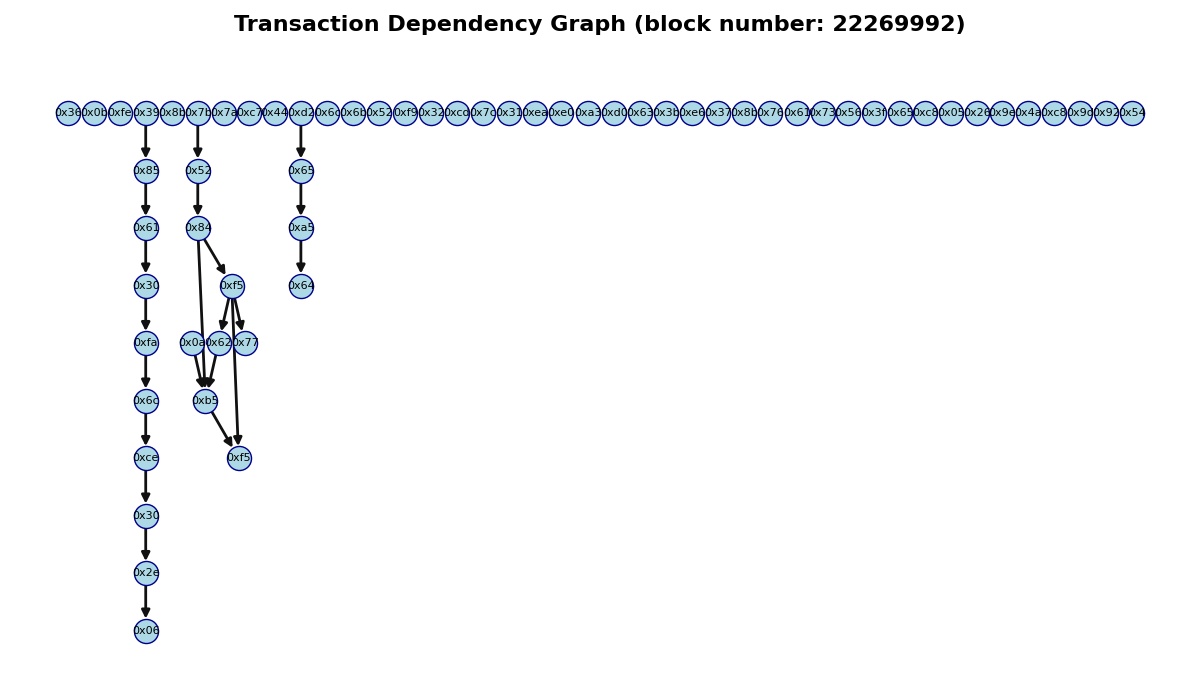 Transaction Dependency Graph (block number: 22269992)
0x36 0x0b 0xfe 0x39 0x8b 0x7b 0x7a 0xc7 0x44 0xd2 0x6c 0x6b 0x52 0xf9 0x32 0xcd 0x7c 0x31 0xea 0xe0 0xa3 0xd0 0x63 0x3b 0xe6 0x37 0x8b 0x76 0x61 0x73 0x56 0x3f 0x69 0xc8 0x05 0x26 0x9e 0x4a 0xc8 0x9d 0x92 0x54
0x85 0x52 0x65
0x61 0x84 0xa5
0x30 0xf5 0x64
0xfa 0x0a 0x62 0x77
0x6c 0xb5
0xce 0xf5
0x30
0x2e
0x06